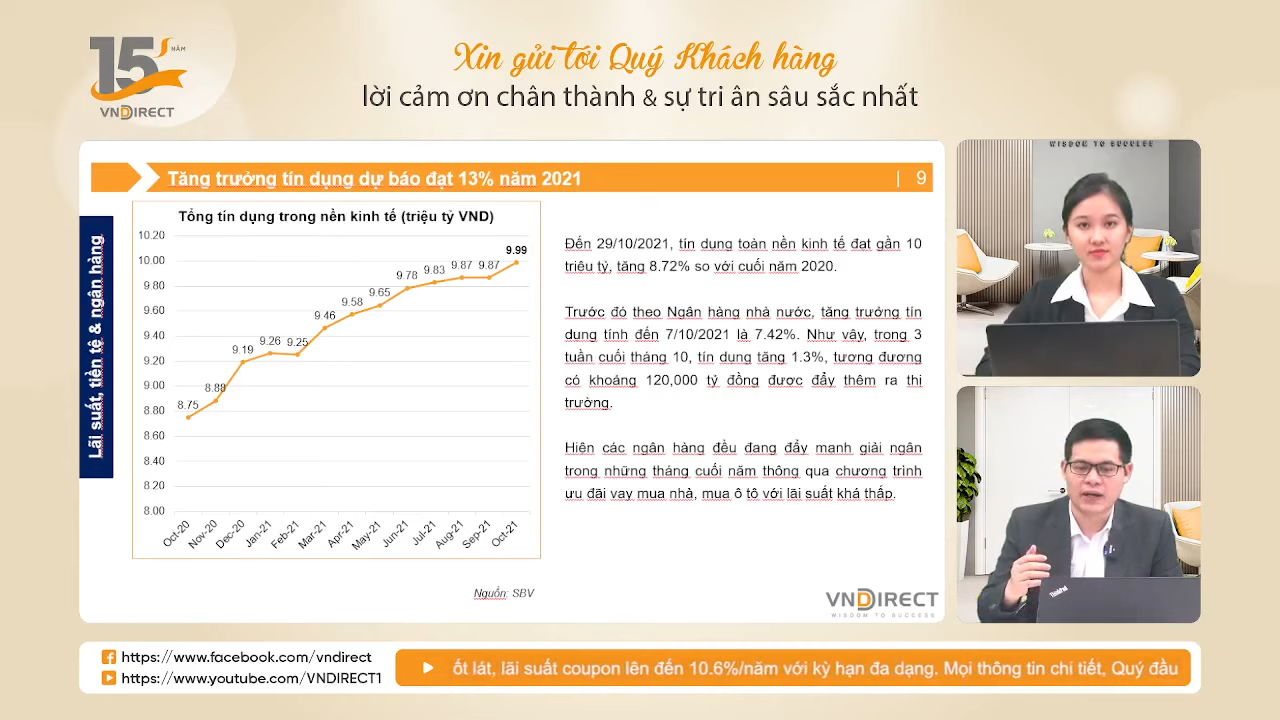 15 NĂM
VNDIRECT
Xin gửi tới Quý Khách hàng
lời cảm ơn chân thành & sự tri ân sâu sắc nhất
Tăng trưởng tín dụng dự báo đạt 13% năm 2021
| 9
Lãi suất, tiền tệ & ngân hàng
Tổng tín dụng trong nền kinh tế (triệu tỷ VND)
10.20
10.00
9.80
9.60
9.40
9.20
9.00
8.80
8.60
8.40
8.20
8.00
8.75
8.88
9.19
9.26
9.25
9.46
9.58
9.65
9.78
9.83
9.87
9.87
9.99
Oct-20
Nov-20
Dec-20
Jan-21
Feb-21
Mar-21
Apr-21
May-21
Jun-21
Jul-21
Aug-21
Sep-21
Oct-21
Nguồn: SBV
Đến 29/10/2021, tín dụng toàn nền kinh tế đạt gần 10
triệu tỷ, tăng 8.72% so với cuối năm 2020.
Trước đó theo Ngân hàng nhà nước, tăng trưởng tín
dụng tính đến 7/10/2021 là 7.42%. Như vậy, trong 3
tuần cuối tháng 10, tín dụng tăng 1.3%, tương đương
có khoảng 120,000 tỷ đồng được đẩy thêm ra thị
trường.
Hiện các ngân hàng đều đang đẩy mạnh giải ngân
trong những tháng cuối năm thông qua chương trình
ưu đãi vay mua nhà, mua ô tô với lãi suất khá thấp.
VNDIRECT
WISDOM TO SUCCESS
WISDOM TO SUCCESS
ThinkPad
https://www.facebook.com/vndirect
https://www.youtube.com/VNDIRECT1
ốt lát, lãi suất coupon lên đến 10.6%/năm với kỳ hạn đa dạng. Mọi thông tin chi tiết, Quý đầu